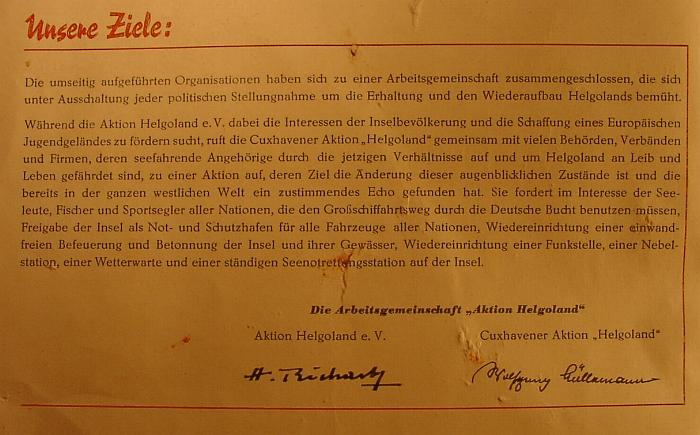 Unsere Ziele:
Die umseitig aufgeführten Organisationen haben sich zu einer Arbeitsgemeinschaft zusammengeschlossen, die sich
unter Ausschaltung jeder politischen Stellungnahme um die Erhaltung und den Wiederaufbau Helgolands bemüht.
Während die Aktion Helgoland e. V. dabei die Interessen der Inselbevölkerung und die Schaffung eines Europäischen
Jugendgeländes zu fördern sucht, ruft die Cuxhavener Aktion „Helgoland" gemeinsam mit vielen Behörden, Verbänden
und Firmen, deren seefahrende Angehörige durch die jetzigen Verhältnisse auf und um Helgoland an Leib und
Leben gefährdet sind, zu einer Aktion auf, deren Ziel die Änderung dieser augenblicklichen Zustände ist und die
bereits in der ganzen westlichen Welt ein zustimmendes Echo gefunden hat. Sie fordert im Interesse der See-
leute, Fischer und Sportsegler aller Nationen, die den Großschiffahrtsweg durch die Deutsche Bucht benutzen müssen,
Freigabe der Insel als Not- und Schutzhafen für alle Fahrzeuge aller Nationen, Wiedereinrichtung einer einwand-
freien Befeuerung und Betonnung der Insel und ihrer Gewässer, Wiedereinrichtung einer Funkstelle, einer Nebel-
station, einer Wetterwarte und einer ständigen Seenotrettungsstation auf der Insel.
Die Arbeitsgemeinschaft „Aktion Helgoland"
Aktion Helgoland e. V. Cuxhavener Aktion „Helgoland"
H. Wolfgang